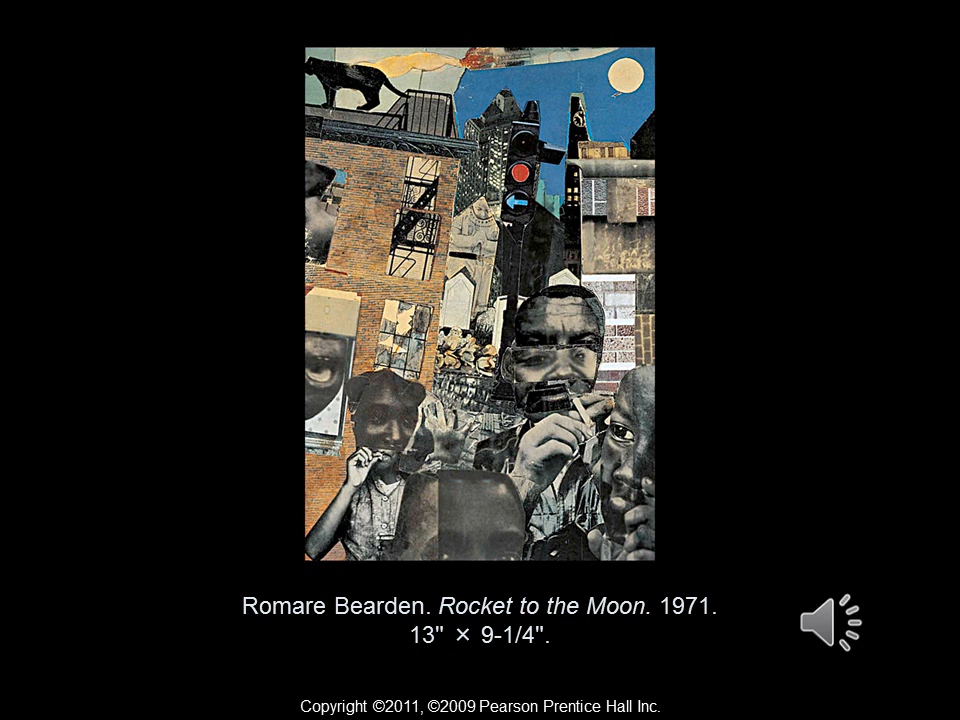 Romare Bearden. Rocket to the Moon. 1971.
13" × 9-1/4".
Copyright ©2011, ©2009 Pearson Prentice Hall Inc.